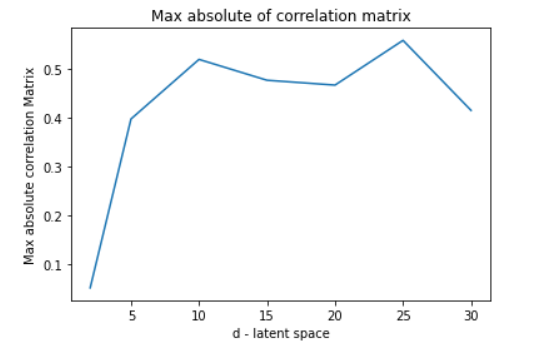 Max absolute of correlation matrix
Max absolute correlation Matrix
0.5
0.4
0.3
0.2
0.1
5 10 15 20 25 30
d - latent space